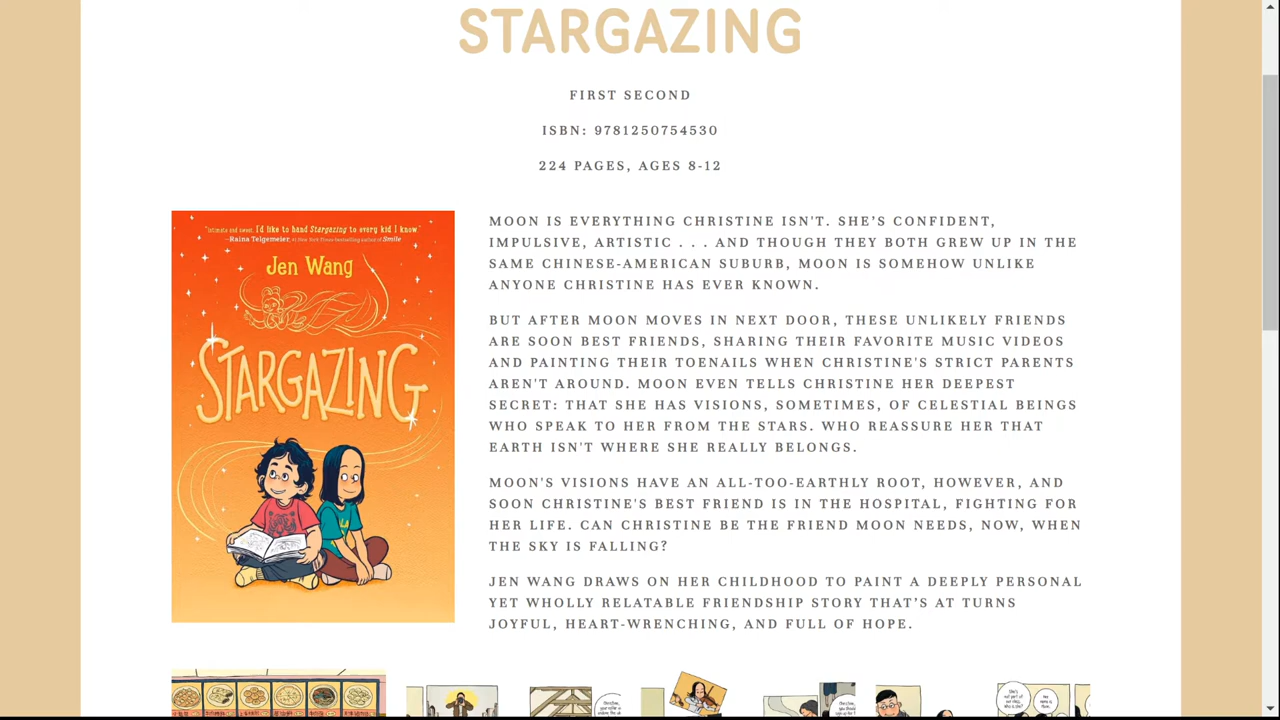 STARGAZING
FIRST SECOND
ISBN: 9781250754530
224 PAGES, AGES 8-12
"Intimate and sweet. I'd like to hand Stargazing to every kid I know."
—Raina Telgemeier, #1 New York Times bestselling author of Smile
Jen Wang
STARGAZING
MOON IS EVERYTHING CHRISTINE ISN'T. SHE'S CONFIDENT,
IMPULSIVE, ARTISTIC . . . AND THOUGH THEY BOTH GREW UP IN THE
SAME CHINESE-AMERICAN SUBURB, MOON IS SOMEHOW UNLIKE
ANYONE CHRISTINE HAS EVER KNOWN.
BUT AFTER MOON MOVES IN NEXT DOOR, THESE UNLIKELY FRIENDS
ARE SOON BEST FRIENDS, SHARING THEIR FAVORITE MUSIC VIDEOS
AND PAINTING THEIR TOENAILS WHEN CHRISTINE'S STRICT PARENTS
AREN'T AROUND. MOON EVEN TELLS CHRISTINE HER DEEPEST
SECRET: THAT SHE HAS VISIONS, SOMETIMES, OF CELESTIAL BEINGS
WHO SPEAK TO HER FROM THE STARS. WHO REASSURE HER THAT
EARTH ISN'T WHERE SHE REALLY BELONGS.
MOON'S VISIONS HAVE AN ALL-TOO-EARTHLY ROOT, HOWEVER, AND
SOON CHRISTINE'S BEST FRIEND IS IN THE HOSPITAL, FIGHTING FOR
HER LIFE. CAN CHRISTINE BE THE FRIEND MOON NEEDS, NOW, WHEN
THE SKY IS FALLING?
JEN WANG DRAWS ON HER CHILDHOOD TO PAINT A DEEPLY PERSONAL
YET WHOLLY RELATABLE FRIENDSHIP STORY THAT'S AT TURNS
JOYFUL, HEART-WRENCHING, AND FULL OF HOPE.